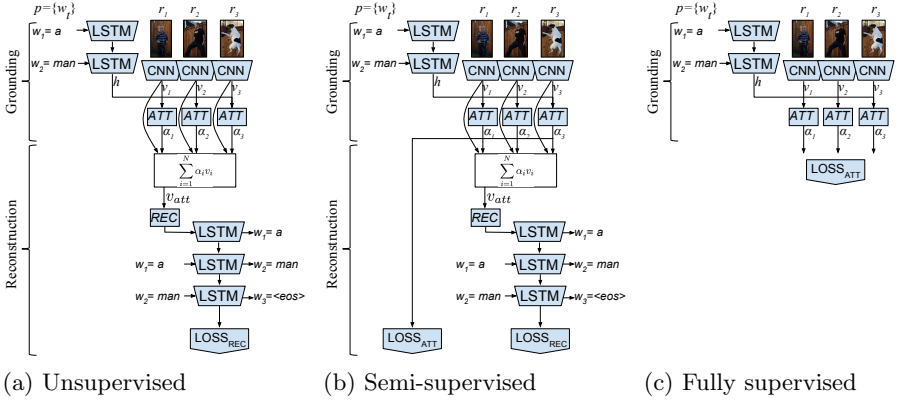 p={w_t} r_1 r_2 r_3
w_1= a LSTM
w_2= man LSTM CNN CNN CNN
h v_1 v_2 v_3
ATT ATT ATT
α_1 α_2 α_3
Grounding
∑_{i=1}^{N} α_i v_i
v_att
REC
LSTM w_1= a
w_1= a LSTM w_2= man
w_2= man LSTM w_3=<eos>
LOSS_REC
Reconstruction
(a) Unsupervised
p={w_t} r_1 r_2 r_3
w_1= a LSTM
w_2= man LSTM CNN CNN CNN
h v_1 v_2 v_3
ATT ATT ATT
α_1 α_2 α_3
Grounding
∑_{i=1}^{N} α_i v_i
v_att
REC
LSTM w_1= a
w_1= a LSTM w_2= man
w_2= man LSTM w_3=<eos>
LOSS_ATT LOSS_REC
Reconstruction
(b) Semi-supervised
p={w_t} r_1 r_2 r_3
w_1= a LSTM
w_2= man LSTM CNN CNN CNN
h v_1 v_2 v_3
ATT ATT ATT
α_1 α_2 α_3
Grounding
LOSS_ATT
(c) Fully supervised